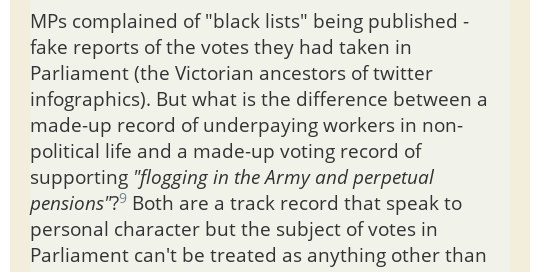 MPs complained of "black lists" being published -
fake reports of the votes they had taken in
Parliament (the Victorian ancestors of twitter
infographics). But what is the difference between a
made-up record of underpaying workers in non-
political life and a made-up voting record of
supporting "flogging in the Army and perpetual
pensions"?9 Both are a track record that speak to
personal character but the subject of votes in
Parliament can't be treated as anything other than